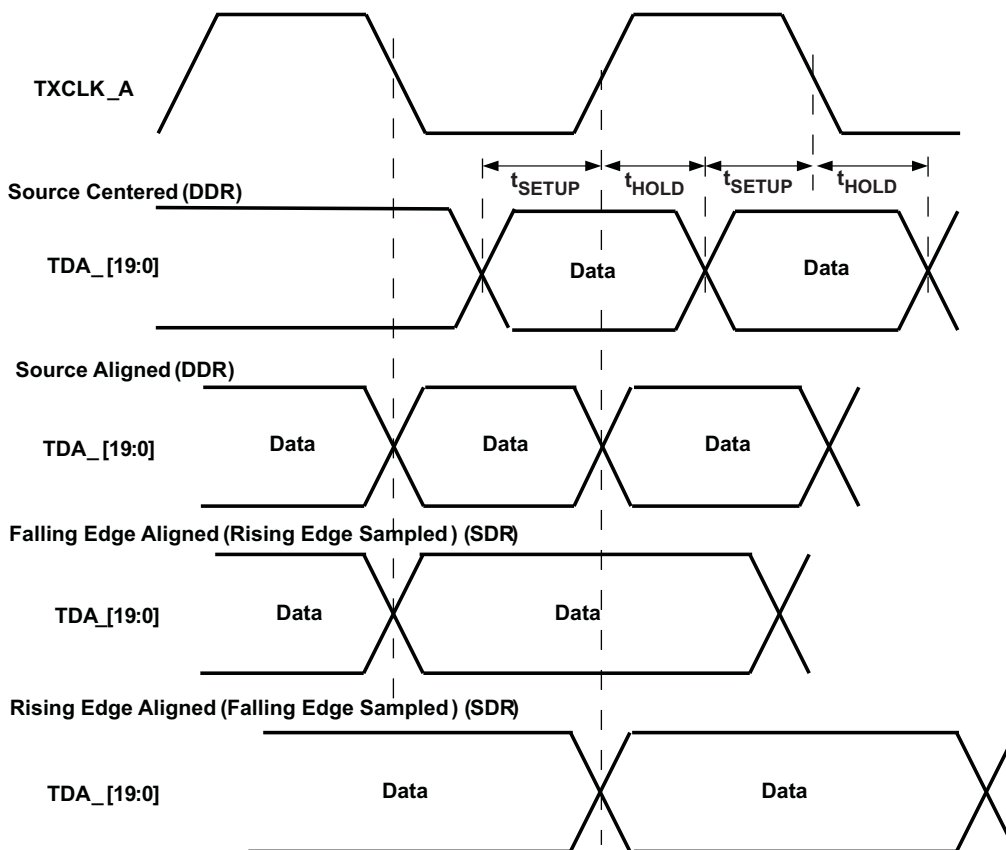 TXCLK_A
tSETUP tHOLD tSETUP tHOLD
Source Centered (DDR)
TDA_[19:0] Data Data
Source Aligned (DDR)
TDA_[19:0] Data Data Data
Falling Edge Aligned (Rising Edge Sampled) (SDR)
TDA_[19:0] Data Data
Rising Edge Aligned (Falling Edge Sampled) (SDR)
TDA_[19:0] Data Data